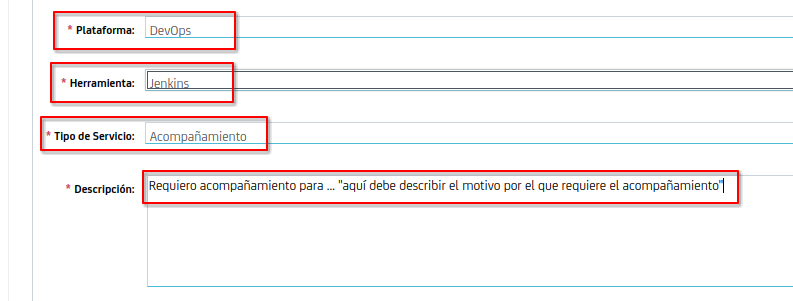 * Plataforma: DevOps
* Herramienta: Jenkins
* Tipo de Servicio: Acompañamiento
* Descripción: Requiero acompañamiento para ... "aquí debe describir el motivo por el que requiere el acompañamiento"